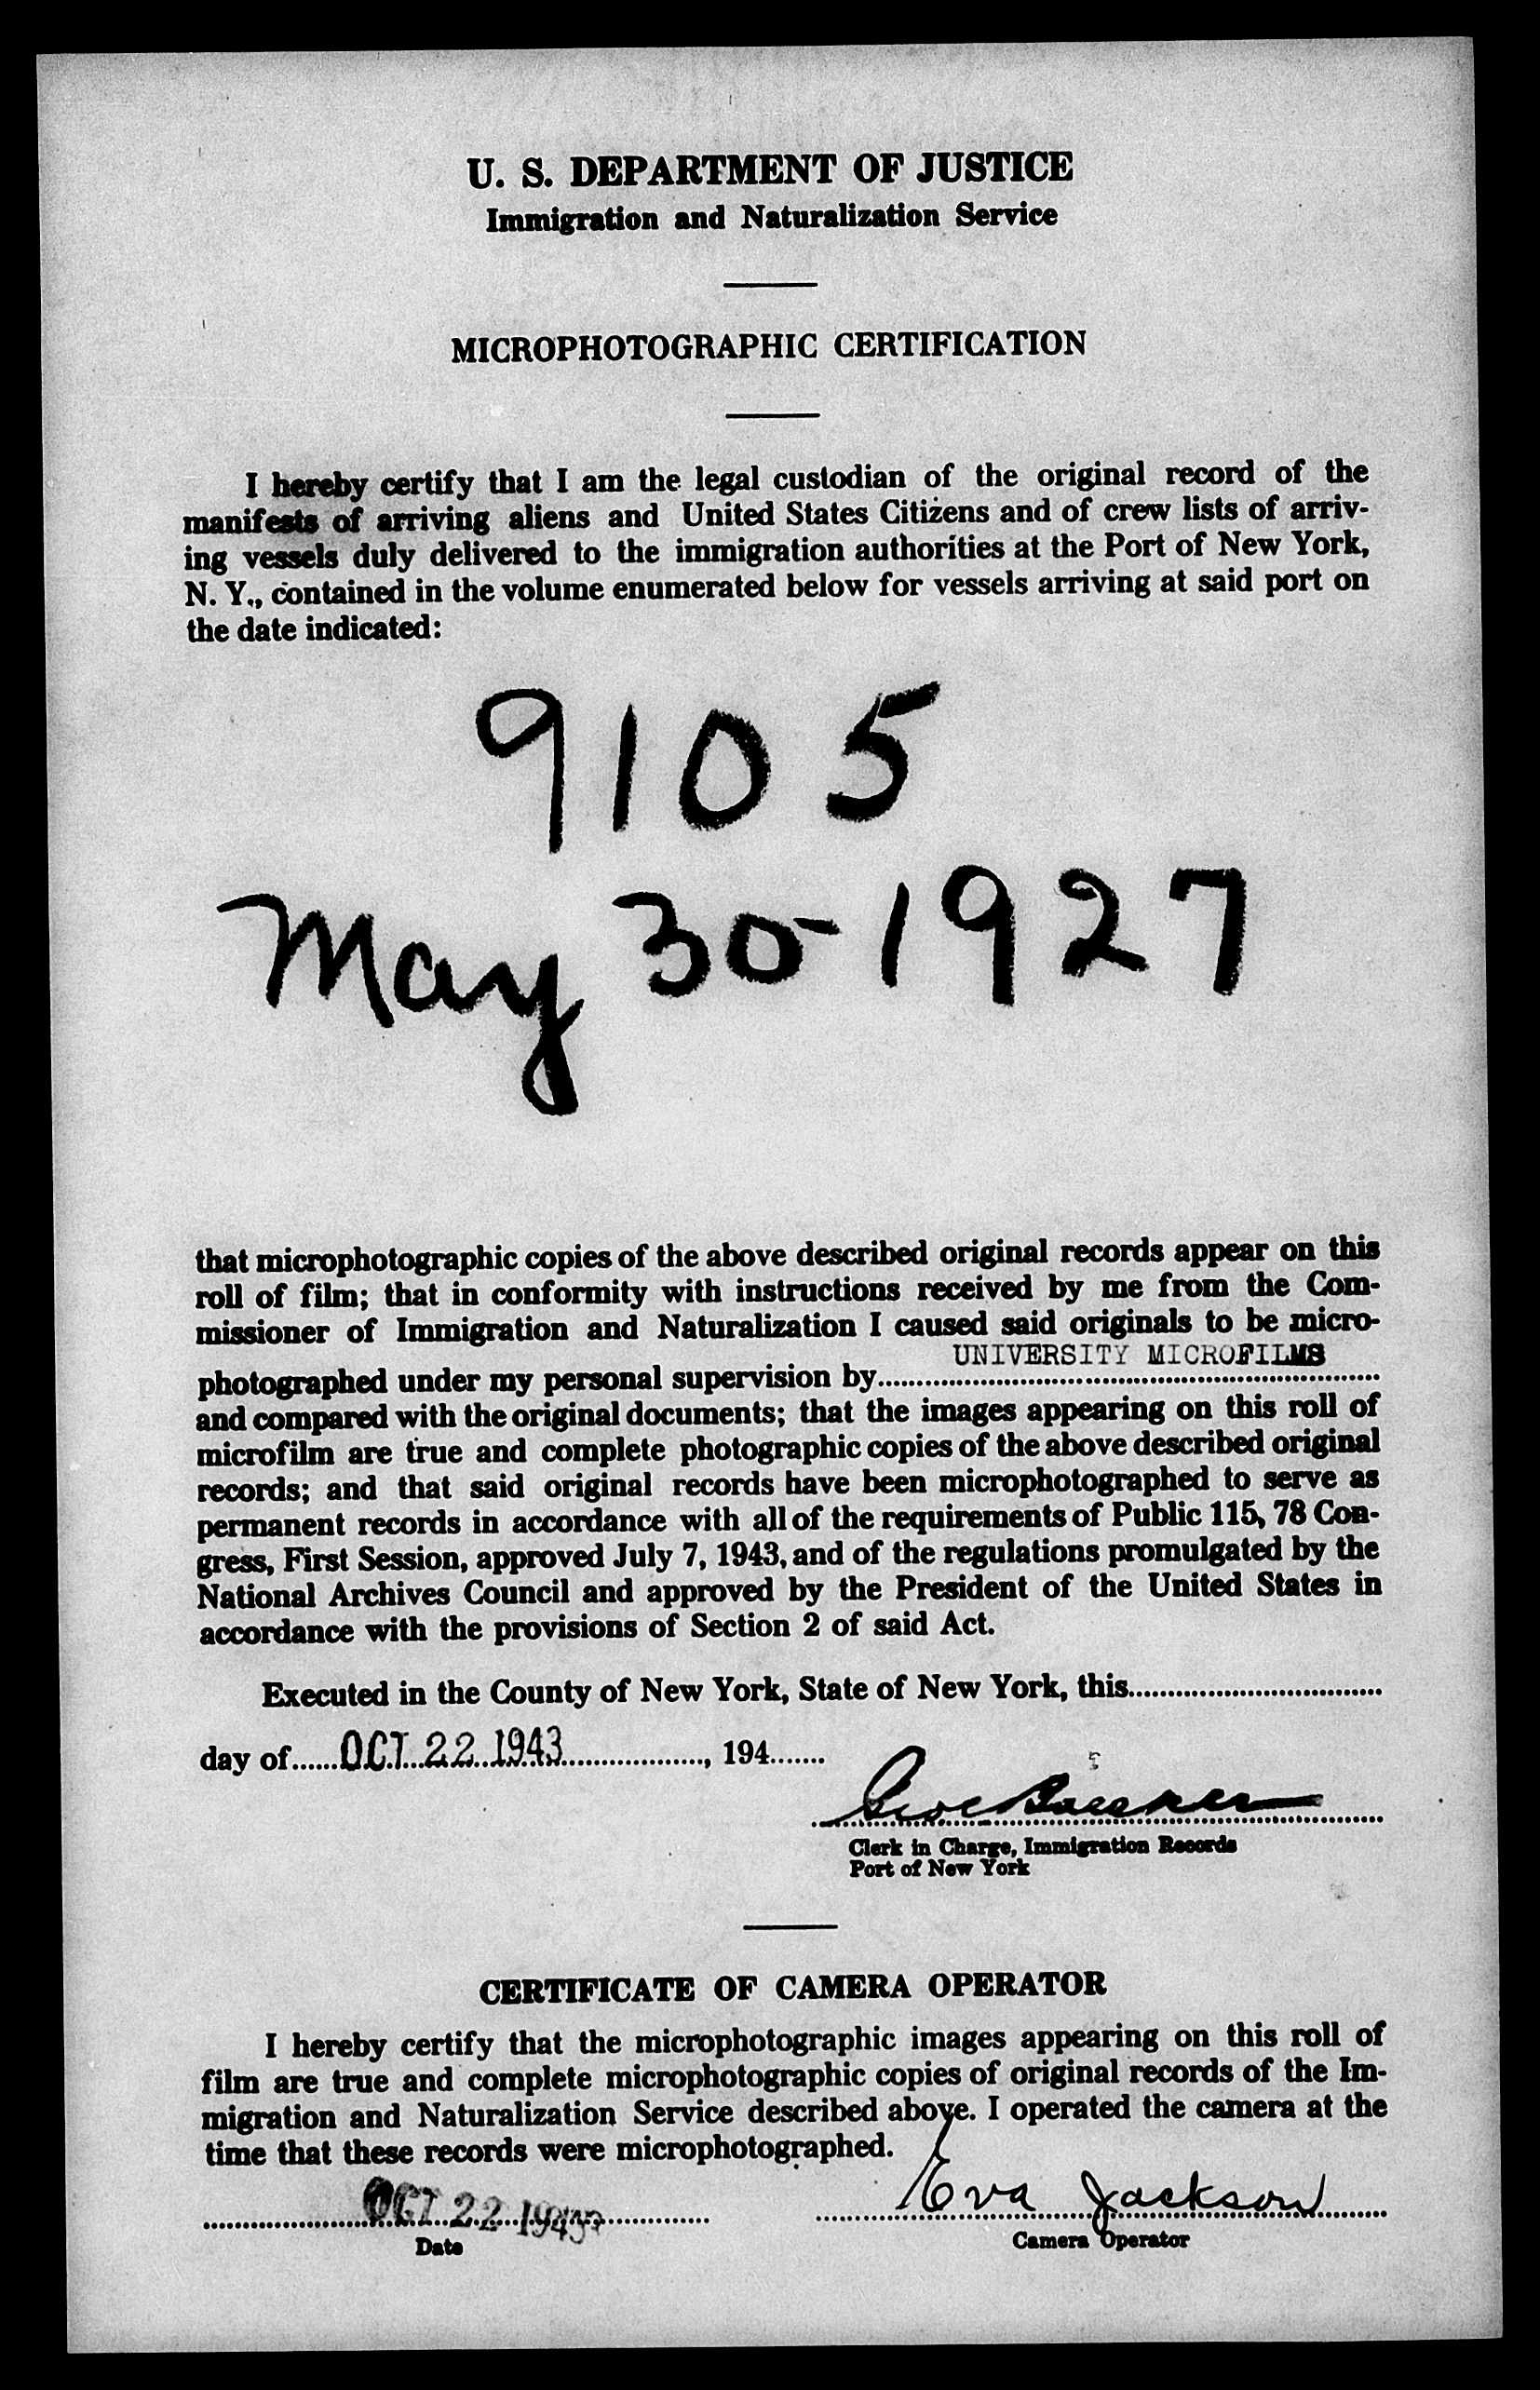 U. S. DEPARTMENT OF JUSTICE
Immigration and Naturalization Service
MICROPHOTOGRAPHIC CERTIFICATION
I hereby certify that I am the legal custodian of the original record of the
manifests of arriving aliens and United States Citizens and of crew lists of arriv-
ing vessels duly delivered to the immigration authorities at the Port of New York,
N. Y., contained in the volume enumerated below for vessels arriving at said port on
the date indicated:
9105
May 30-1927
that microphotographic copies of the above described original records appear on this
roll of film; that in conformity with instructions received by me from the Com-
missioner of Immigration and Naturalization I caused said originals to be micro-
photographed under my personal supervision by UNIVERSITY MICROFILMS
and compared with the original documents; that the images appearing on this roll of
microfilm are true and complete photographic copies of the above described original
records; and that said original records have been microphotographed to serve as
permanent records in accordance with all of the requirements of Public 115, 78 Con-
gress, First Session, approved July 7, 1943, and of the regulations promulgated by the
National Archives Council and approved by the President of the United States in
accordance with the provisions of Section 2 of said Act.
Executed in the County of New York, State of New York, this
day of OCT 22 1943, 194
Clerk in Charge, Immigration Records
Port of New York
CERTIFICATE OF CAMERA OPERATOR
I hereby certify that the microphotographic images appearing on this roll of
film are true and complete microphotographic copies of original records of the Im-
migration and Naturalization Service described above. I operated the camera at the
time that these records were microphotographed.
OCT 22 1943 Eva Jackson
Date Camera Operator